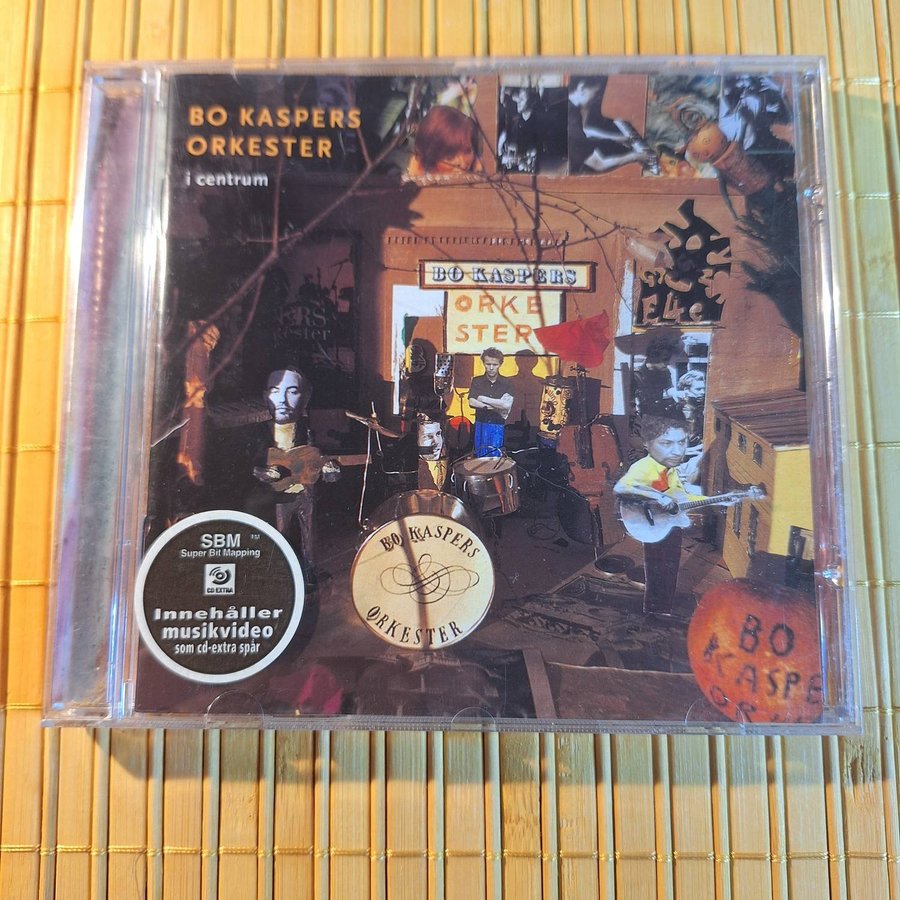 BO KASPERS
ORKESTER
i centrum
BO KASPERS
ORKE
STER
BO KASPERS
ORKESTER
SBM TM
Super Bit Mapping
CD EXTRA
Innehåller
musikvideo
som cd-extra spår
BO
KASPE